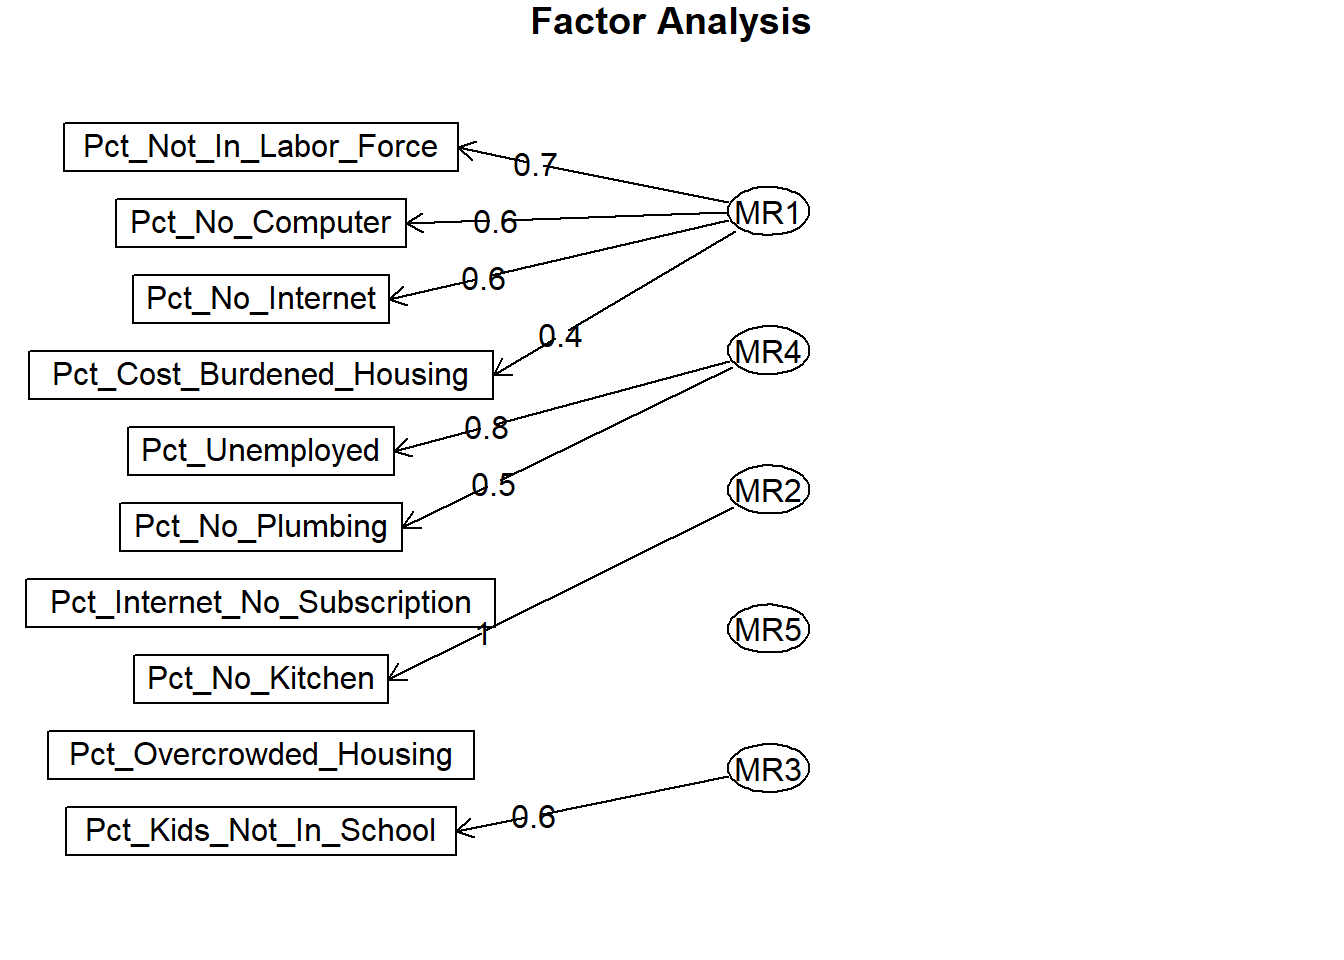 Factor Analysis
Pct_Not_In_Labor_Force
0.7
MR1
Pct_No_Computer
0.6
Pct_No_Internet
0.6
Pct_Cost_Burdened_Housing
0.4
MR4
Pct_Unemployed
0.8
Pct_No_Plumbing
0.5
MR2
Pct_Internet_No_Subscription
1
MR5
Pct_No_Kitchen
Pct_Overcrowded_Housing
MR3
Pct_Kids_Not_In_School
0.6